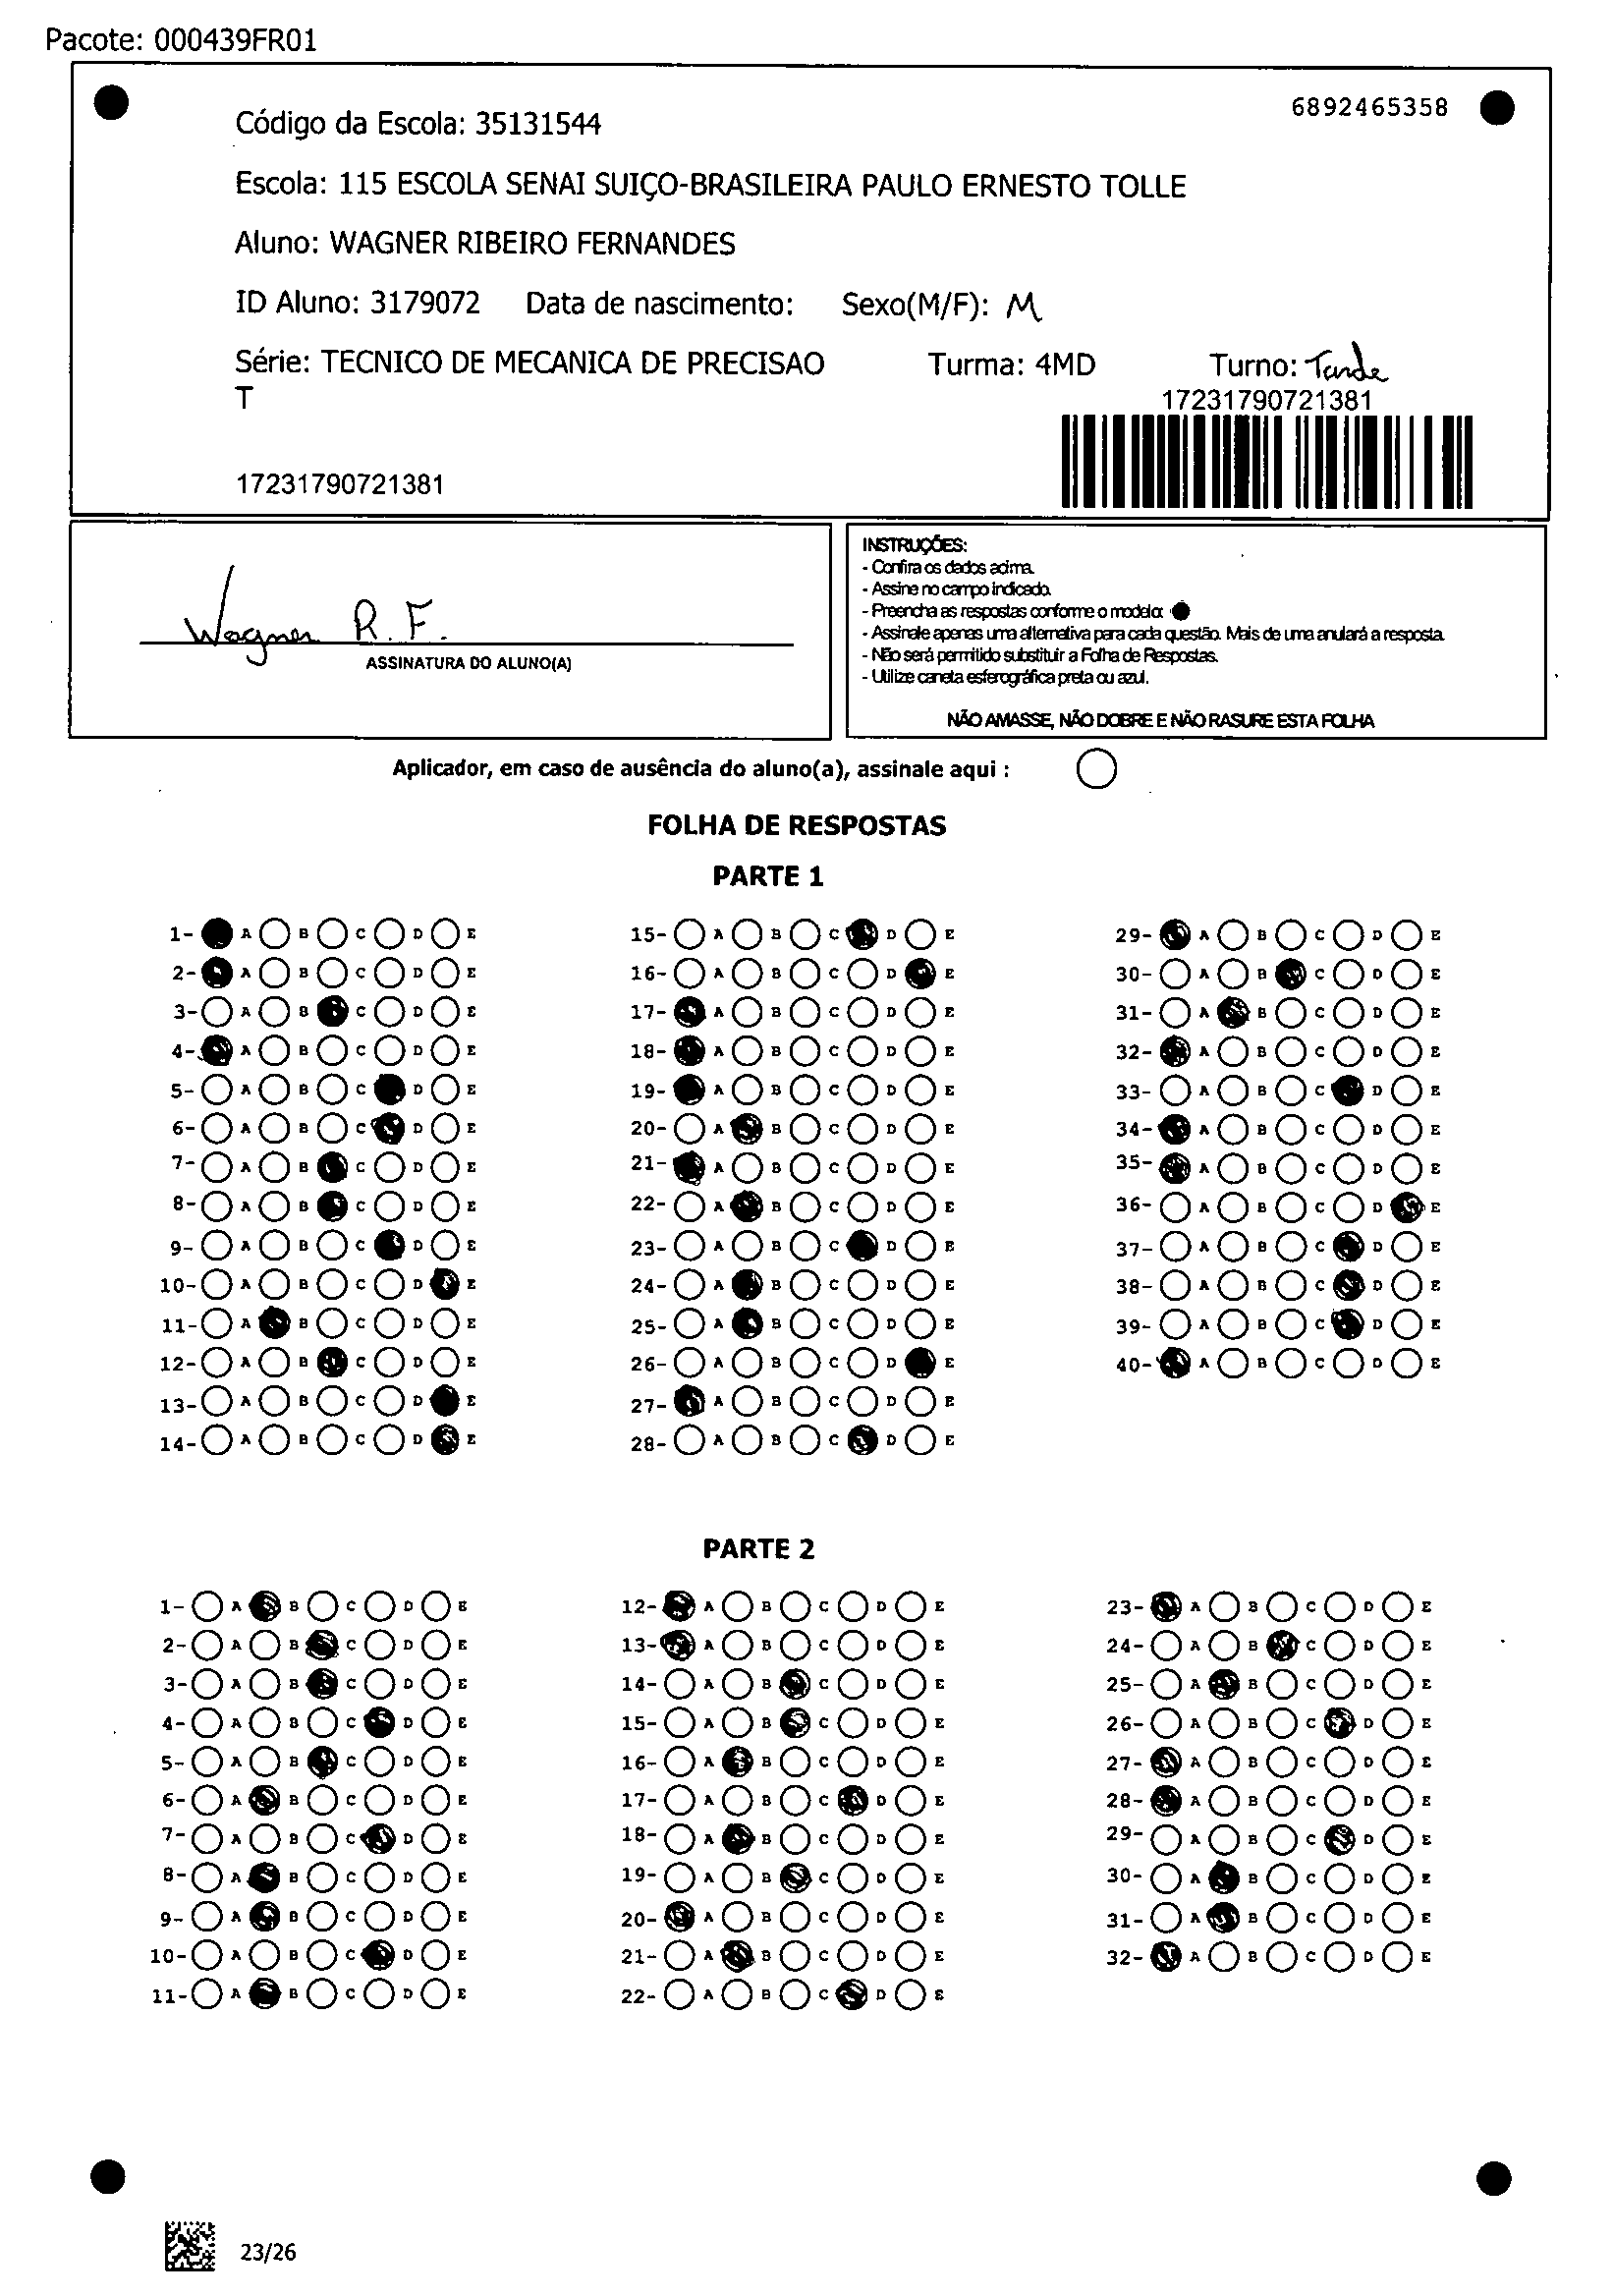 Pacote: 000439FR01
6892465358
Código da Escola: 35131544
Escola: 115 ESCOLA SENAI SUIÇO-BRASILEIRA PAULO ERNESTO TOLLE
Aluno: WAGNER RIBEIRO FERNANDES
ID Aluno: 3179072 Data de nascimento: Sexo(M/F): M
Série: TECNICO DE MECANICA DE PRECISAO Turma: 4MD Turno: Tarde
T
17231790721381
17231790721381
Wagner R. F.
ASSINATURA DO ALUNO(A)
INSTRUÇÕES:
- Confira os dados acima.
- Assine no campo indicado.
- Preencha as respostas conforme o modelo:
- Assinale apenas uma alternativa para cada questão. Mais de uma anulará a resposta.
- Não será permitido substituir a Folha de Respostas.
- Utilize caneta esferográfica preta ou azul.
NÃO AMASSE, NÃO DOBRE E NÃO RASURE ESTA FOLHA
Aplicador, em caso de ausência do aluno(a), assinale aqui :
FOLHA DE RESPOSTAS
PARTE 1
1- A B C D E 15- A B C D E 29- A B C D E
2- A B C D E 16- A B C D E 30- A B C D E
3- A B C D E 17- A B C D E 31- A B C D E
4- A B C D E 18- A B C D E 32- A B C D E
5- A B C D E 19- A B C D E 33- A B C D E
6- A B C D E 20- A B C D E 34- A B C D E
7- A B C D E 21- A B C D E 35- A B C D E
8- A B C D E 22- A B C D E 36- A B C D E
9- A B C D E 23- A B C D E 37- A B C D E
10- A B C D E 24- A B C D E 38- A B C D E
11- A B C D E 25- A B C D E 39- A B C D E
12- A B C D E 26- A B C D E 40- A B C D E
13- A B C D E 27- A B C D E
14- A B C D E 28- A B C D E
PARTE 2
1- A B C D E 12- A B C D E 23- A B C D E
2- A B C D E 13- A B C D E 24- A B C D E
3- A B C D E 14- A B C D E 25- A B C D E
4- A B C D E 15- A B C D E 26- A B C D E
5- A B C D E 16- A B C D E 27- A B C D E
6- A B C D E 17- A B C D E 28- A B C D E
7- A B C D E 18- A B C D E 29- A B C D E
8- A B C D E 19- A B C D E 30- A B C D E
9- A B C D E 20- A B C D E 31- A B C D E
10- A B C D E 21- A B C D E 32- A B C D E
11- A B C D E 22- A B C D E
23/26